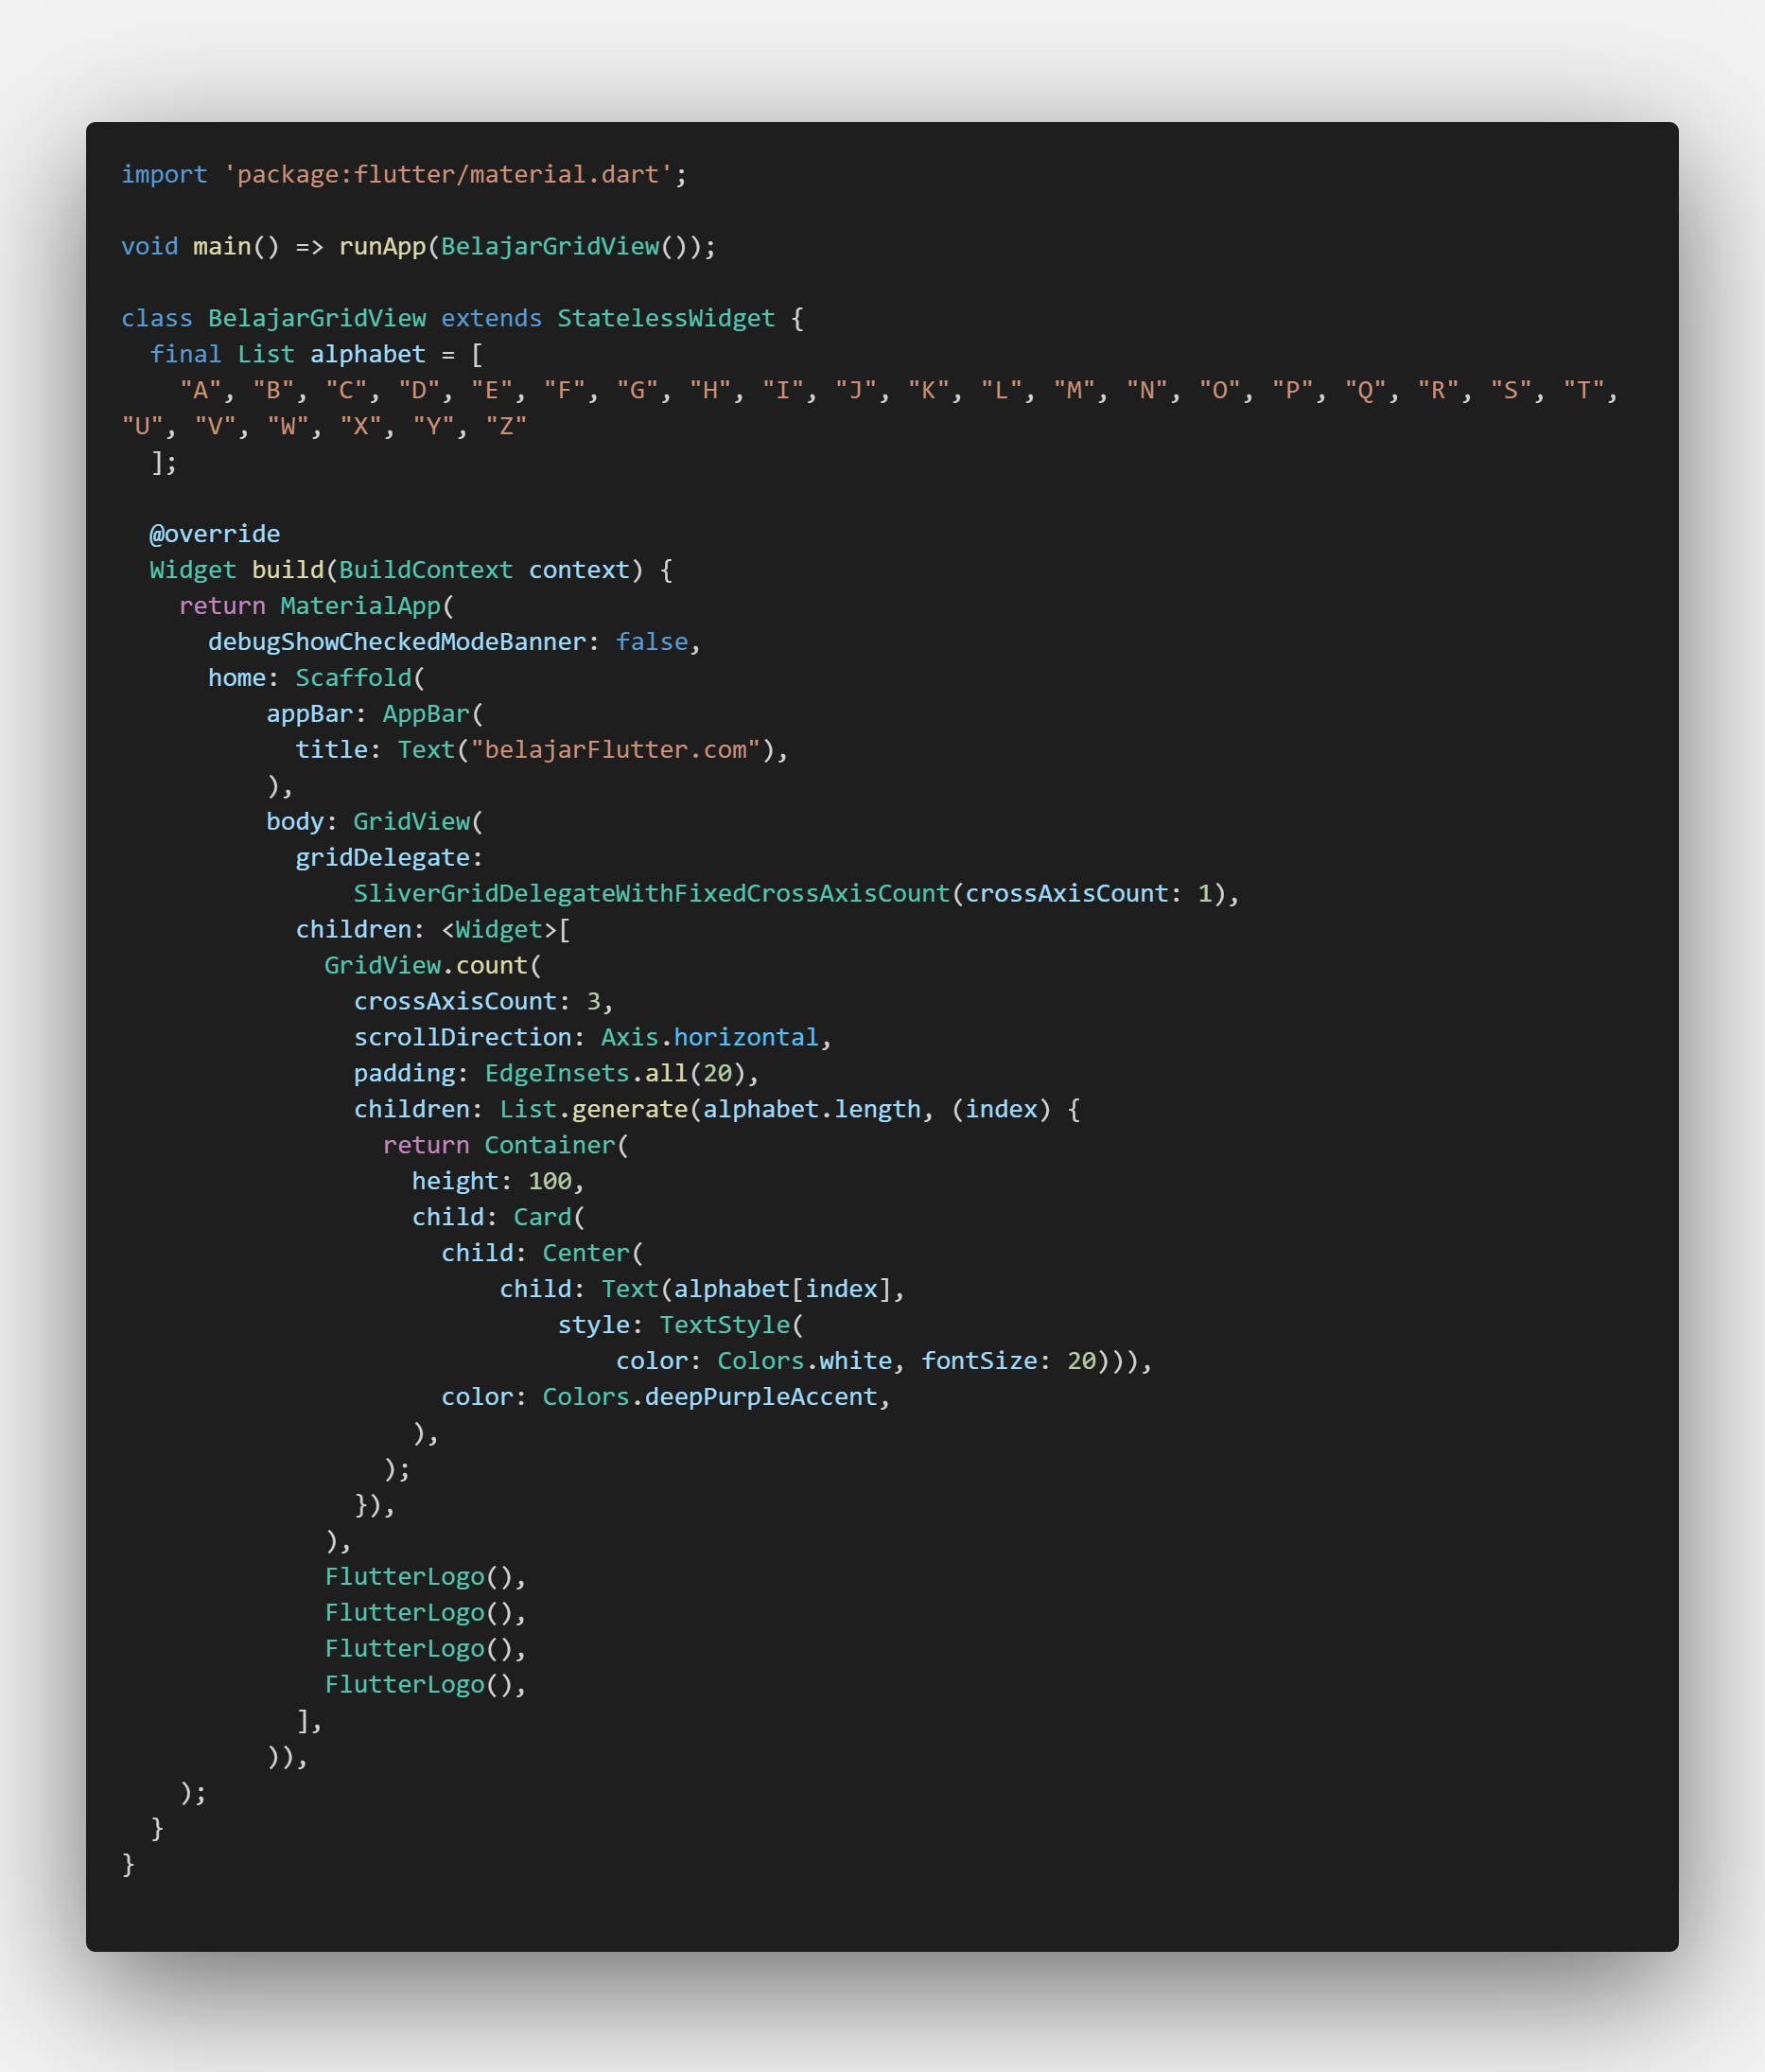 import 'package:flutter/material.dart';

void main() => runApp(BelajarGridView());

class BelajarGridView extends StatelessWidget {
  final List alphabet = [
    "A", "B", "C", "D", "E", "F", "G", "H", "I", "J", "K", "L", "M", "N", "O", "P", "Q", "R", "S", "T",
"U", "V", "W", "X", "Y", "Z"
  ];

  @override
  Widget build(BuildContext context) {
    return MaterialApp(
      debugShowCheckedModeBanner: false,
      home: Scaffold(
          appBar: AppBar(
            title: Text("belajarFlutter.com"),
          ),
          body: GridView(
            gridDelegate:
                SliverGridDelegateWithFixedCrossAxisCount(crossAxisCount: 1),
            children: <Widget>[
              GridView.count(
                crossAxisCount: 3,
                scrollDirection: Axis.horizontal,
                padding: EdgeInsets.all(20),
                children: List.generate(alphabet.length, (index) {
                  return Container(
                    height: 100,
                    child: Card(
                      child: Center(
                          child: Text(alphabet[index],
                              style: TextStyle(
                                  color: Colors.white, fontSize: 20))),
                      color: Colors.deepPurpleAccent,
                    ),
                  );
                }),
              ),
              FlutterLogo(),
              FlutterLogo(),
              FlutterLogo(),
              FlutterLogo(),
            ],
          )),
    );
  }
}